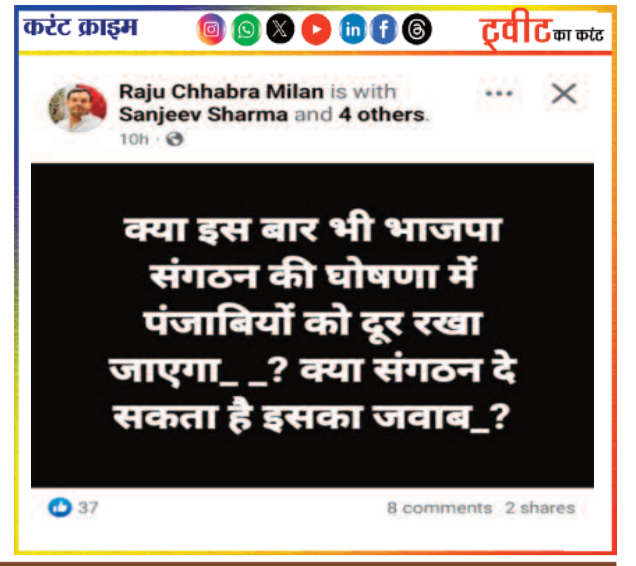 करंट क्राइम
ट्वीट का करंट
Raju Chhabra Milan is with
Sanjeev Sharma and 4 others.
10h ·
क्या इस बार भी भाजपा
संगठन की घोषणा में
पंजाबियों को दूर रखा
जाएगा_ _? क्या संगठन दे
सकता है इसका जवाब_?
37
8 comments 2 shares